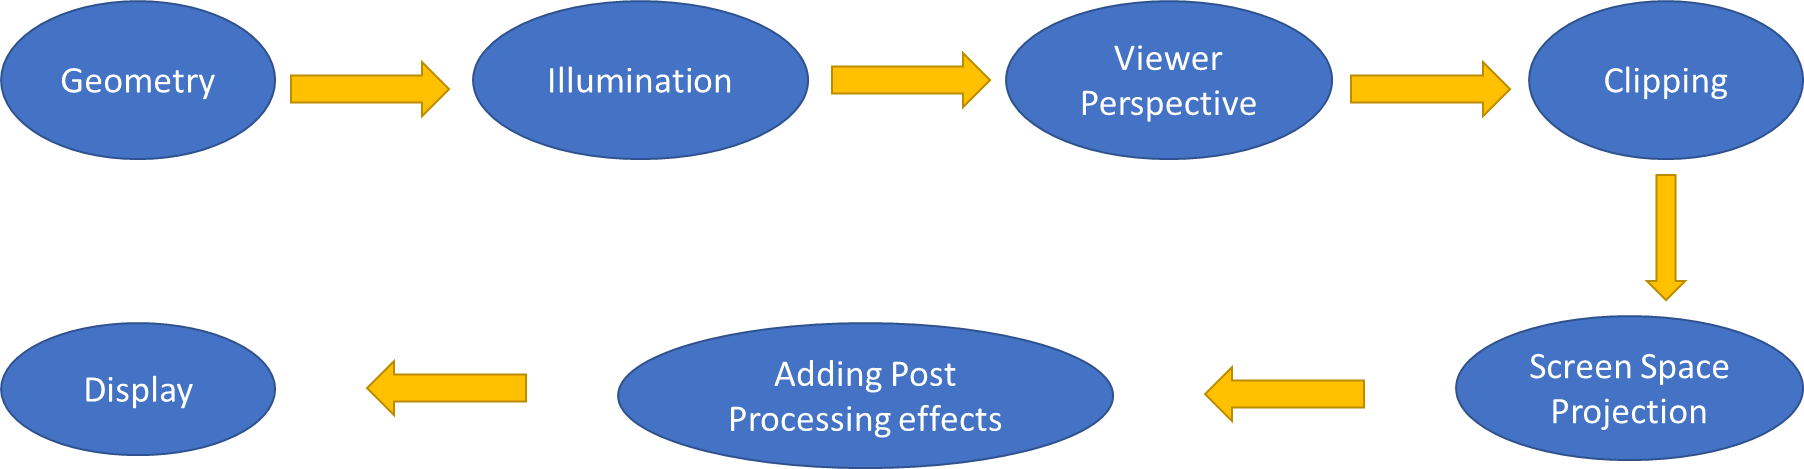 Geometry
Illumination
Viewer
Perspective
Clipping
Screen Space
Projection
Adding Post
Processing effects
Display